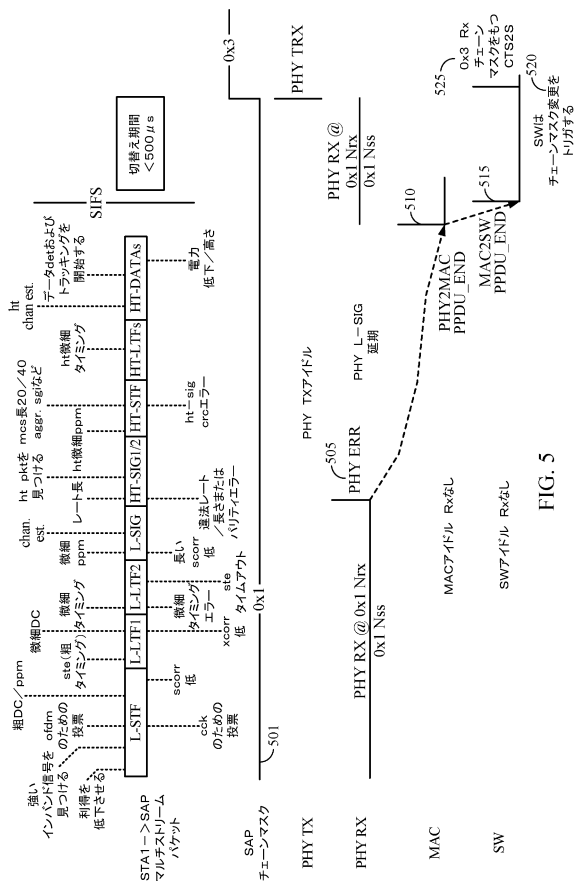 強い
インバンド信号を
見つける
利得を
低下させる
粗DC/ppm
ofdm
のための
投票
ste(粗
タイミング)
微細DC
微細
タイミング
微細
ppm
chan.
est.
レート長
ht pktを
見つける
ht微細ppm
mcs長20/40
aggr. sgiなど
ht微細
タイミング
ht
chan est.
データdetおよび
トラッキングを
開始する
SIFS
切替え期間
<500μs
STA1->SAP
マルチストリーム
パケット
L-STF
L-LTF1
L-LTF2
L-SIG
HT-SIG1/2
HT-STF
HT-LTFs
HT-DATAs
cckの
ための
投票
scorr
低
xcorr
低
微細
タイミング
エラー
ste
タイムアウト
長い
scorr
低
違法レート
/長さまたは
パリティエラー
ht-sig
crcエラー
電力
低下/高さ
SAP
チェーンマスク
501
0x1
0x3
PHY TX
PHY TXアイドル
PHY TRX
PHY RX
PHY RX @ 0x1 Nrx
0x1 Nss
505
PHY ERR
PHY L-SIG
延期
PHY RX @
0x1 Nrx
0x1 Nss
MAC
MACアイドル Rxなし
510
PHY2MAC
PPDU_END
525
0x3 Rx
チェーン
マスクをもつ
CTS2S
SW
SWアイドル Rxなし
MAC2SW
PPDU_END
515
520
SWは
チェーンマスク変更を
トリガする
FIG. 5